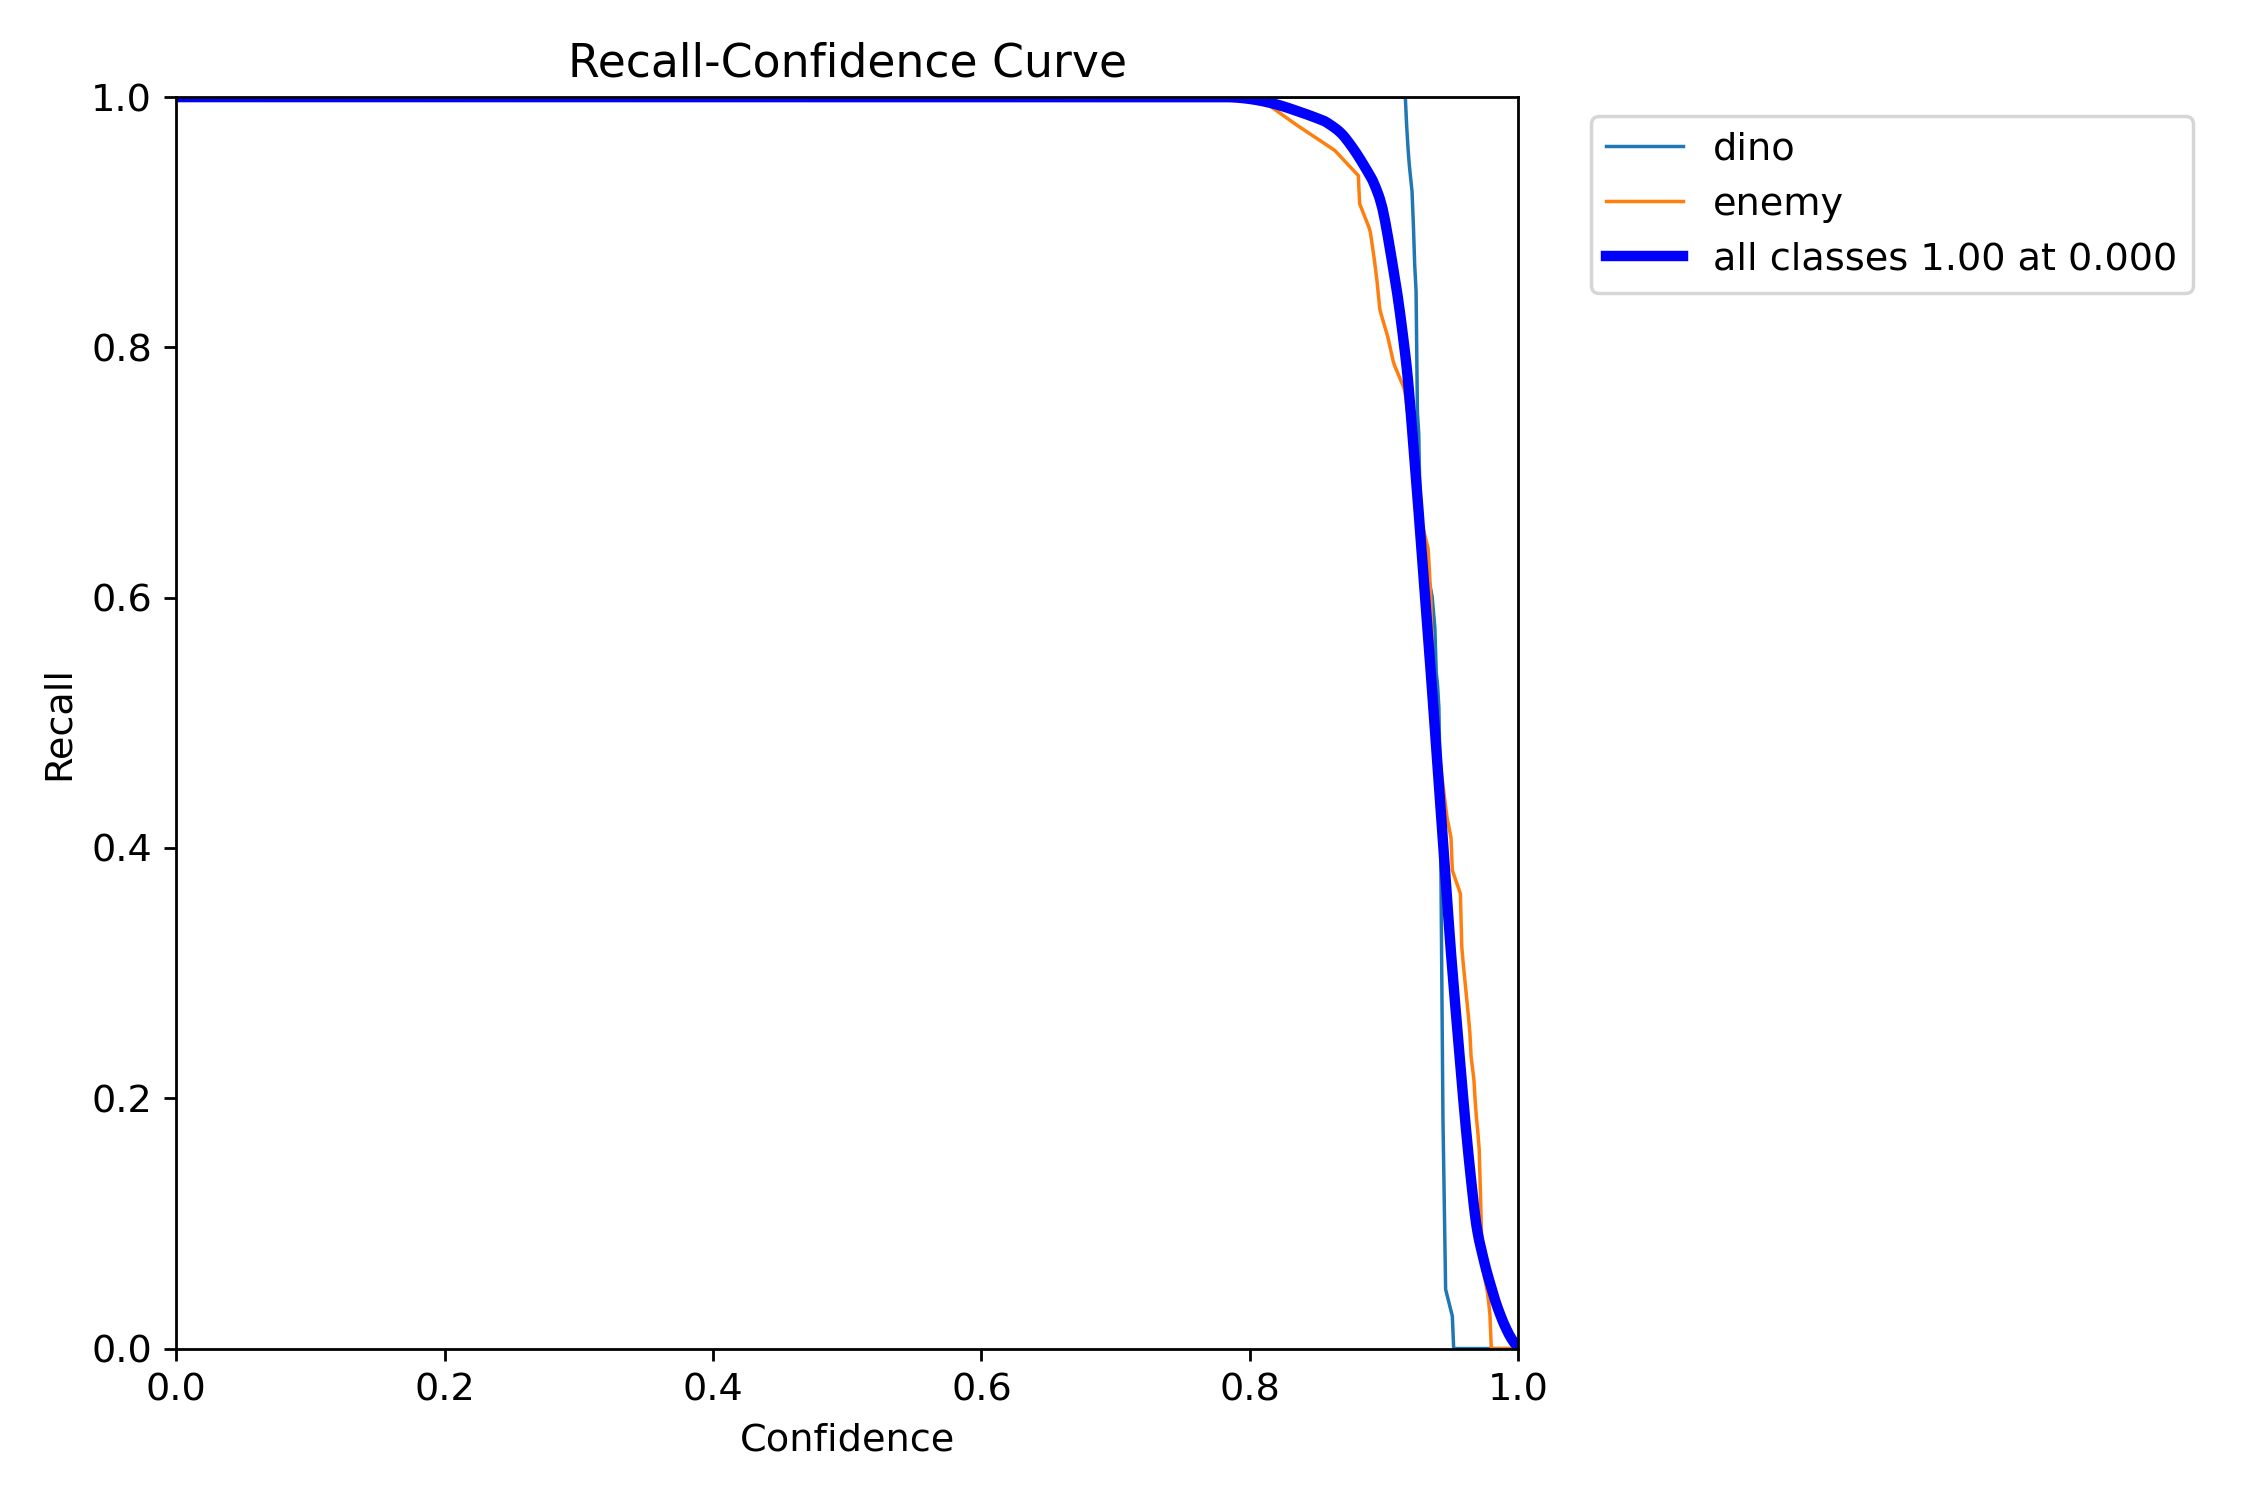 Recall-Confidence Curve
1.0
0.8
0.6
0.4
0.2
0.0
Recall
0.0 0.2 0.4 0.6 0.8 1.0
Confidence
dino
enemy
all classes 1.00 at 0.000